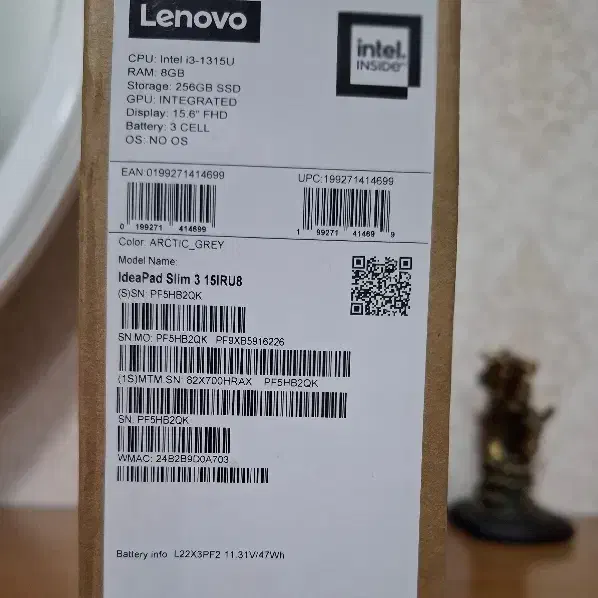 Lenovo
intel.
INSIDE™
CPU: Intel i3-1315U
RAM: 8GB
Storage: 256GB SSD
GPU: INTEGRATED
Display: 15.6" FHD
Battery: 3 CELL
OS: NO OS
EAN:0199271414699
UPC:199271414699
0 199271 414699
1 99271 41469 9
Color: ARCTIC_GREY
Model Name:
IdeaPad Slim 3 15IRU8
(S)SN: PF5HB2QK
SN.MO: PF5HB2QK PF9XB5916226
(1S)MTM.SN: 82X700HRAX PF5HB2QK
SN: PF5HB2QK
WMAC: 24B2B9D0A703
Battery info L22X3PF2 11.31V/47Wh